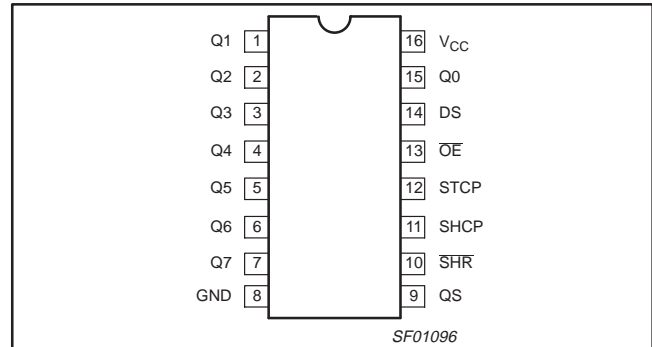 Q1 1 16 VCC
Q2 2 15 Q0
Q3 3 14 DS
Q4 4 13 OE
Q5 5 12 STCP
Q6 6 11 SHCP
Q7 7 10 SHR
GND 8 9 QS
SF01096